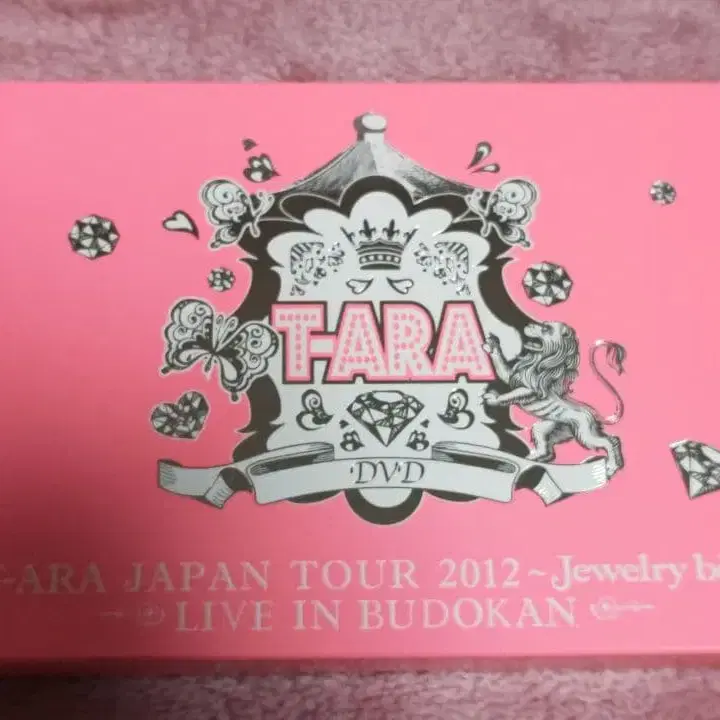 T-ARA
DVD
-ARA JAPAN TOUR 2012~Jewelry b
LIVE IN BUDOKAN